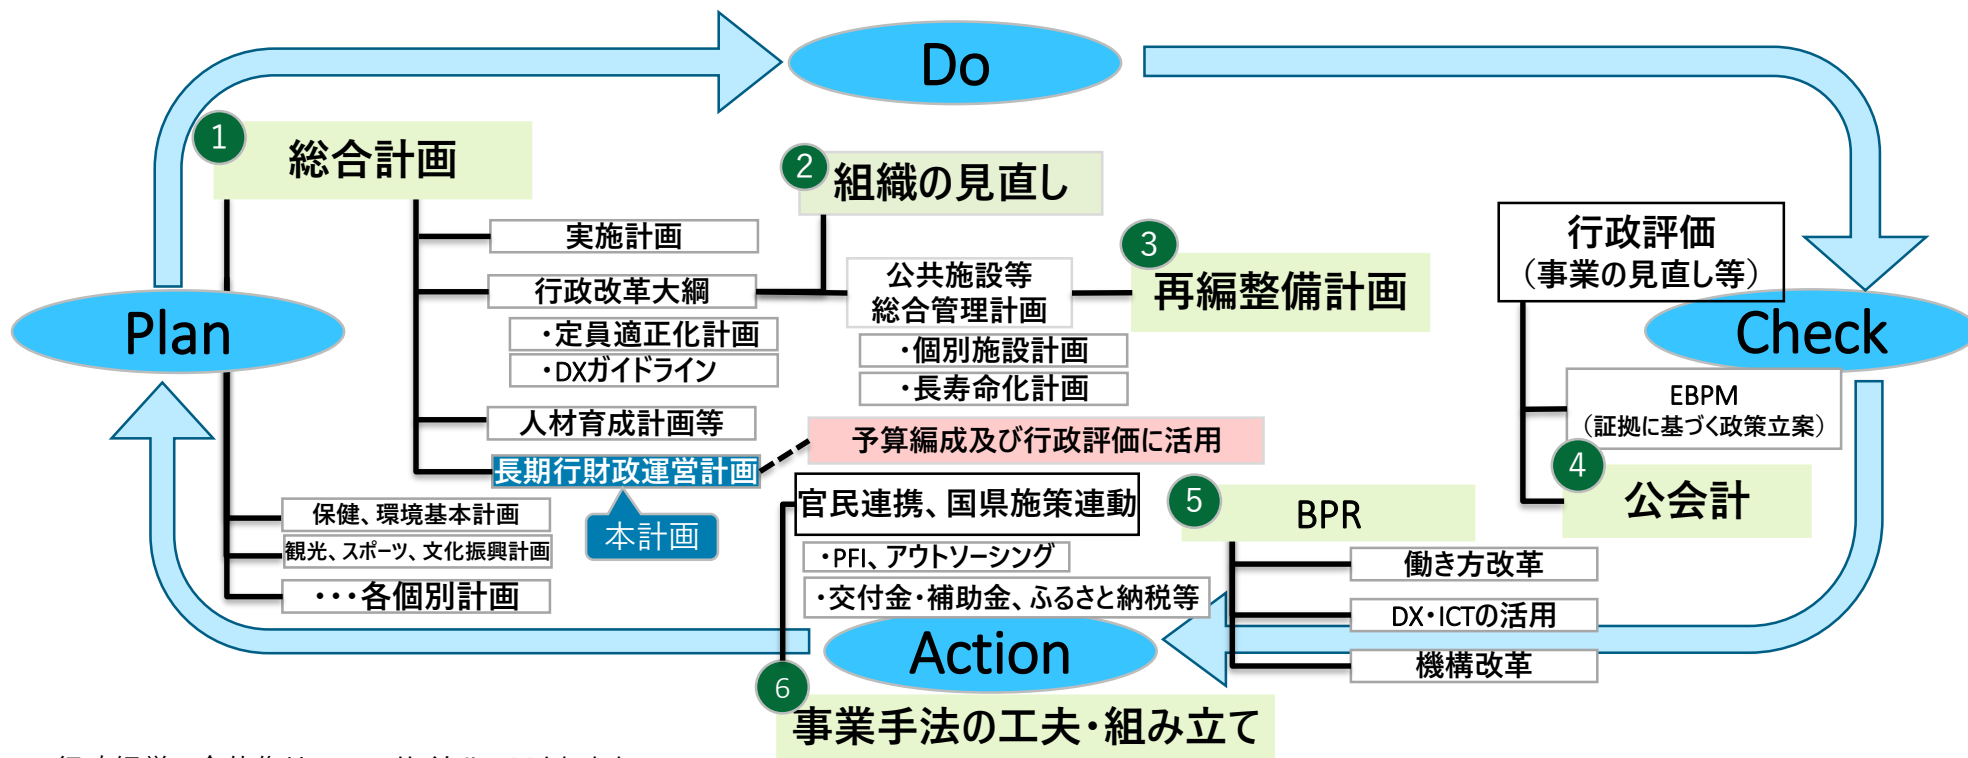 Do
1
総合計画
2
組織の見直し
実施計画
行政改革大綱
・定員適正化計画
・DXガイドライン
公共施設等
総合管理計画
・個別施設計画
・長寿命化計画
3
再編整備計画
行政評価
（事業の見直し等）
Plan
Check
人材育成計画等
EBPM
（証拠に基づく政策立案）
予算編成及び行政評価に活用
長期行財政運営計画
本計画
4
公会計
保健、環境基本計画
観光、スポーツ、文化振興計画
・・・各個別計画
官民連携、国県施策連動
・PFI、アウトソーシング
・交付金・補助金、ふるさと納税等
5
BPR
働き方改革
DX・ICTの活用
機構改革
Action
6
事業手法の工夫・組み立て